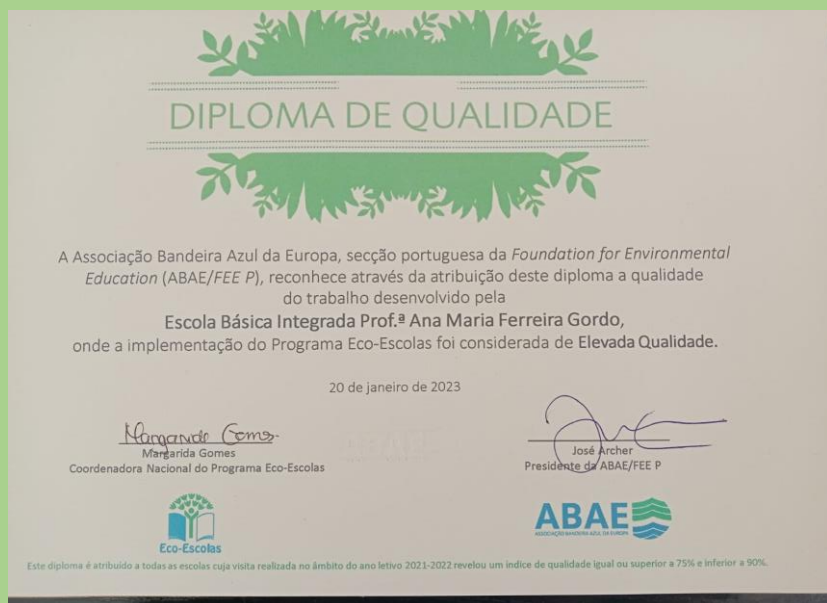 DIPLOMA DE QUALIDADE
A Associação Bandeira Azul da Europa, secção portuguesa da Foundation for Environmental
Education (ABAE/FEE P), reconhece através da atribuição deste diploma a qualidade
do trabalho desenvolvido pela
Escola Básica Integrada Prof.ª Ana Maria Ferreira Gordo,
onde a implementação do Programa Eco-Escolas foi considerada de Elevada Qualidade.
20 de janeiro de 2023
Margarida Gomes
Margarida Gomes
Coordenadora Nacional do Programa Eco-Escolas
José Archer
Presidente da ABAE/FEE P
Eco-Escolas
ABAE
ASSOCIAÇÃO BANDEIRA AZUL DA EUROPA
Este diploma é atribuído a todas as escolas cuja visita realizada no âmbito do ano letivo 2021-2022 revelou um índice de qualidade igual ou superior a 75% e inferior a 90%.